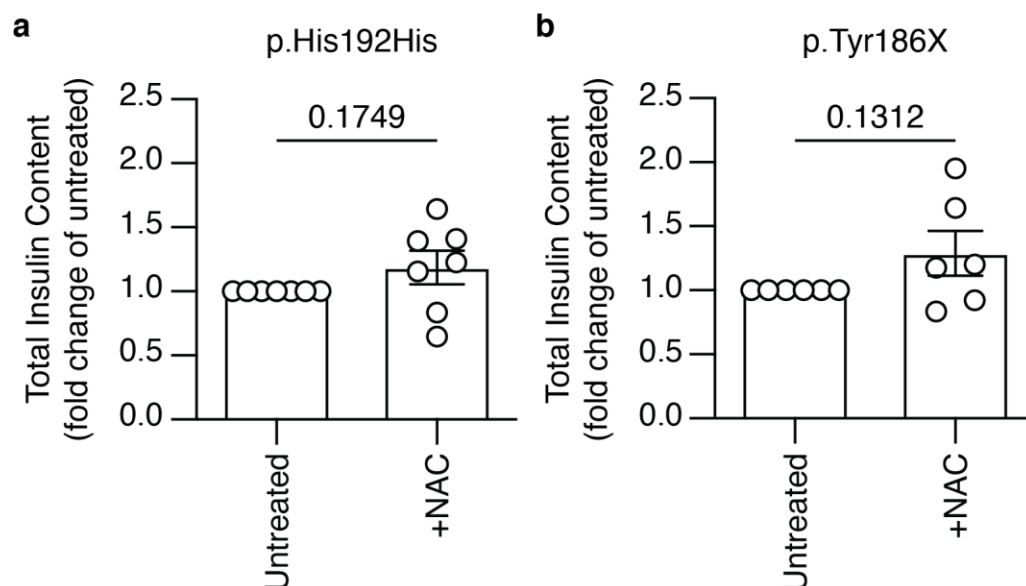 a
p.His192His
Total Insulin Content
(fold change of untreated)
2.5
2.0
1.5
1.0
0.5
0.0
0.1749
Untreated
+NAC
b
p.Tyr186X
Total Insulin Content
(fold change of untreated)
2.5
2.0
1.5
1.0
0.5
0.0
0.1312
Untreated
+NAC